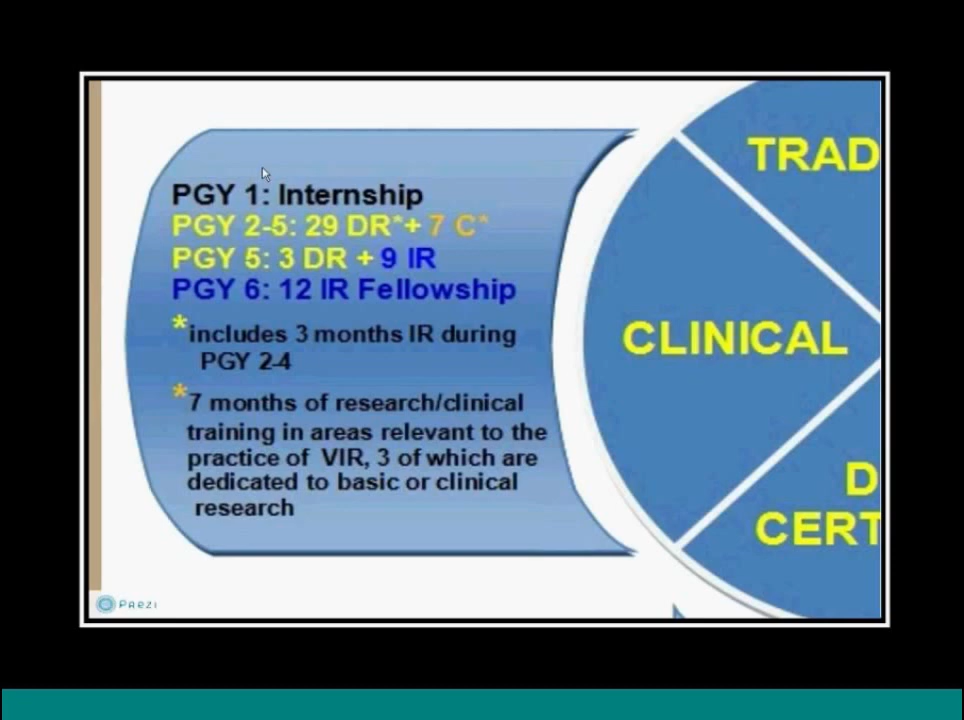 PGY 1: Internship
PGY 2-5: 29 DR*+ 7 C*
PGY 5: 3 DR + 9 IR
PGY 6: 12 IR Fellowship
*includes 3 months IR during
PGY 2-4
*7 months of research/clinical
training in areas relevant to the
practice of VIR, 3 of which are
dedicated to basic or clinical
research
TRAD
CLINICAL
D
CERT
Prezi